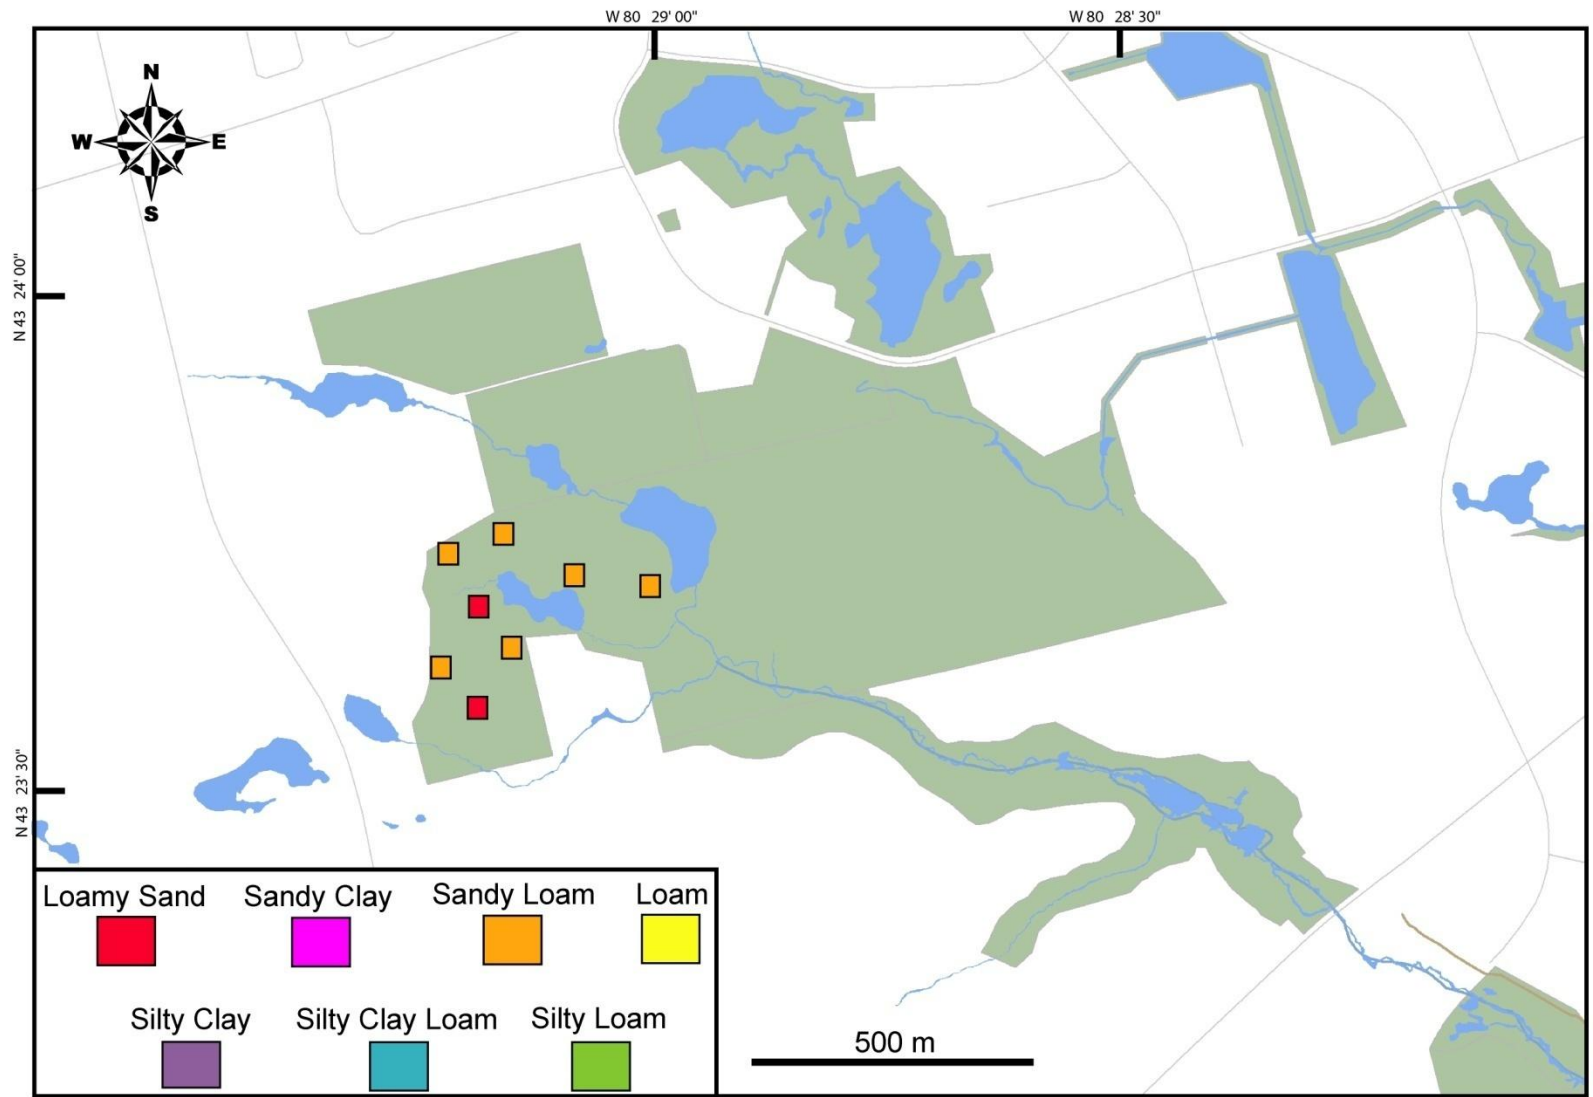 W 80 29' 00" W 80 28' 30"
N
W E
S
N 43 24' 00"
N 43 23' 30"
Loamy Sand Sandy Clay Sandy Loam Loam
Silty Clay Silty Clay Loam Silty Loam
500 m